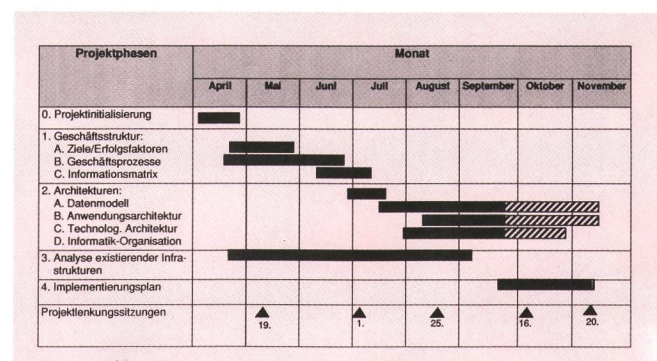 Projektphasen
Monat
April Mai Juni Juli August September Oktober November
0. Projektinitialisierung
1. Geschäftsstruktur:
A. Ziele/Erfolgsfaktoren
B. Geschäftsprozesse
C. Informationsmatrix
2. Architekturen:
A. Datenmodell
B. Anwendungsarchitektur
C. Technolog. Architektur
D. Informatik-Organisation
3. Analyse existierender Infra-
strukturen
4. Implementierungsplan
Projektlenkungssitzungen
19. 1. 25. 16. 20.